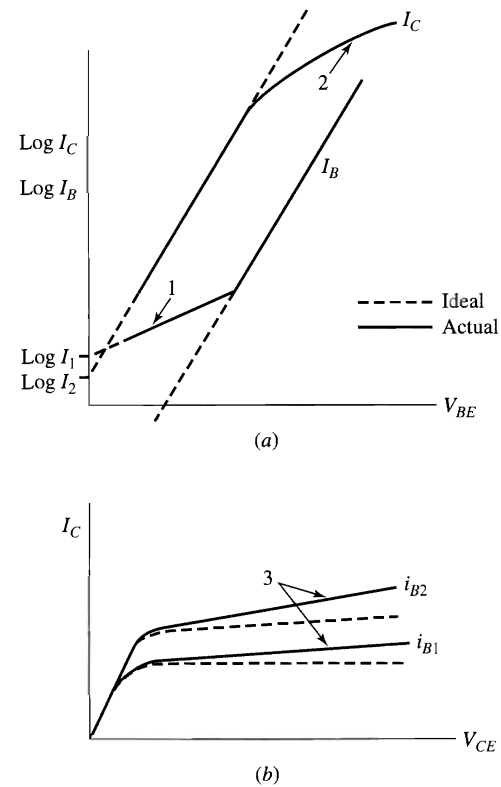 I_C
2
Log I_C
Log I_B
I_B
1
Ideal
Actual
Log I_1
Log I_2
V_BE
(a)
I_C
3
i_B2
i_B1
V_CE
(b)